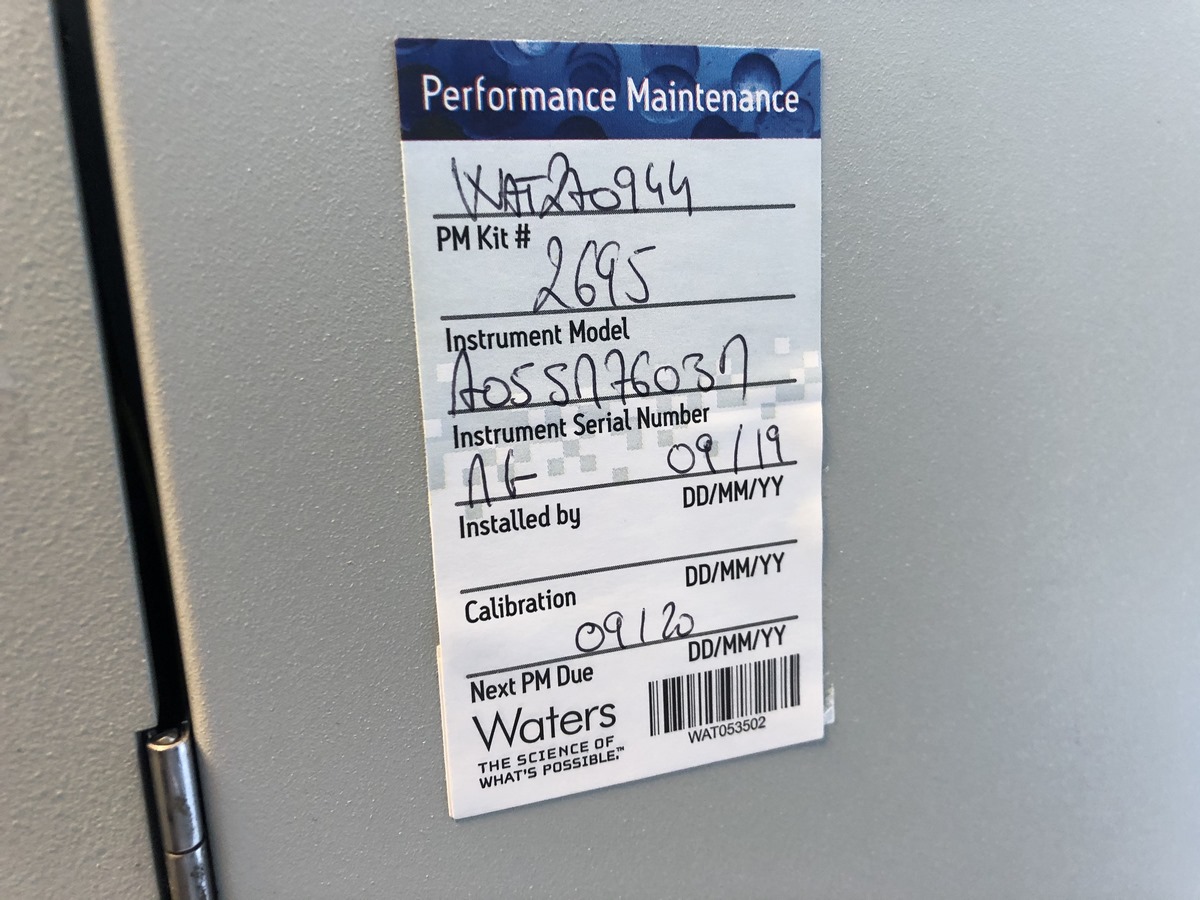 Performance Maintenance
WAT270944
PM Kit #
2695
Instrument Model
Instrument Serial Number
09/19
Installed by DD/MM/YY
Calibration DD/MM/YY
09/20
Next PM Due DD/MM/YY
Waters
THE SCIENCE OF
WHAT'S POSSIBLE.™
WAT053502